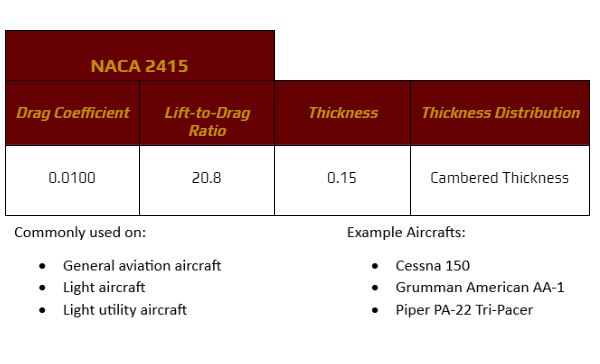 NACA 2415
Drag Coefficient Lift-to-Drag Ratio Thickness Thickness Distribution
0.0100 20.8 0.15 Cambered Thickness
Commonly used on:
• General aviation aircraft
• Light aircraft
• Light utility aircraft
Example Aircrafts:
• Cessna 150
• Grumman American AA-1
• Piper PA-22 Tri-Pacer